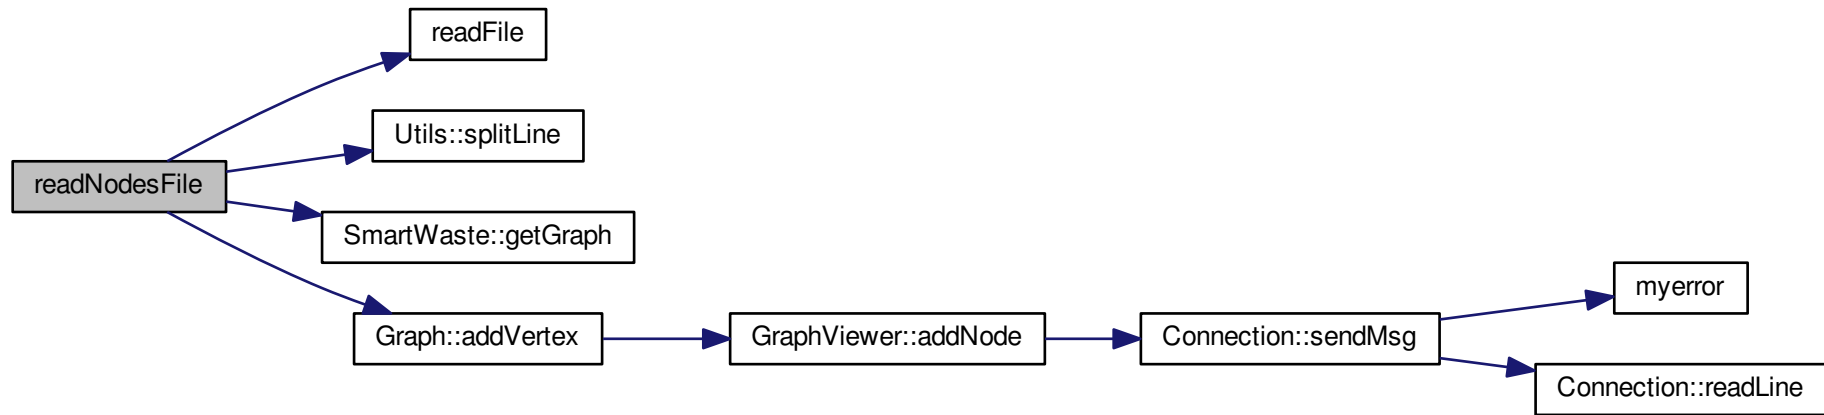 readFile
Utils::splitLine
readNodesFile
SmartWaste::getGraph
myerror
Graph::addVertex
GraphViewer::addNode
Connection::sendMsg
Connection::readLine